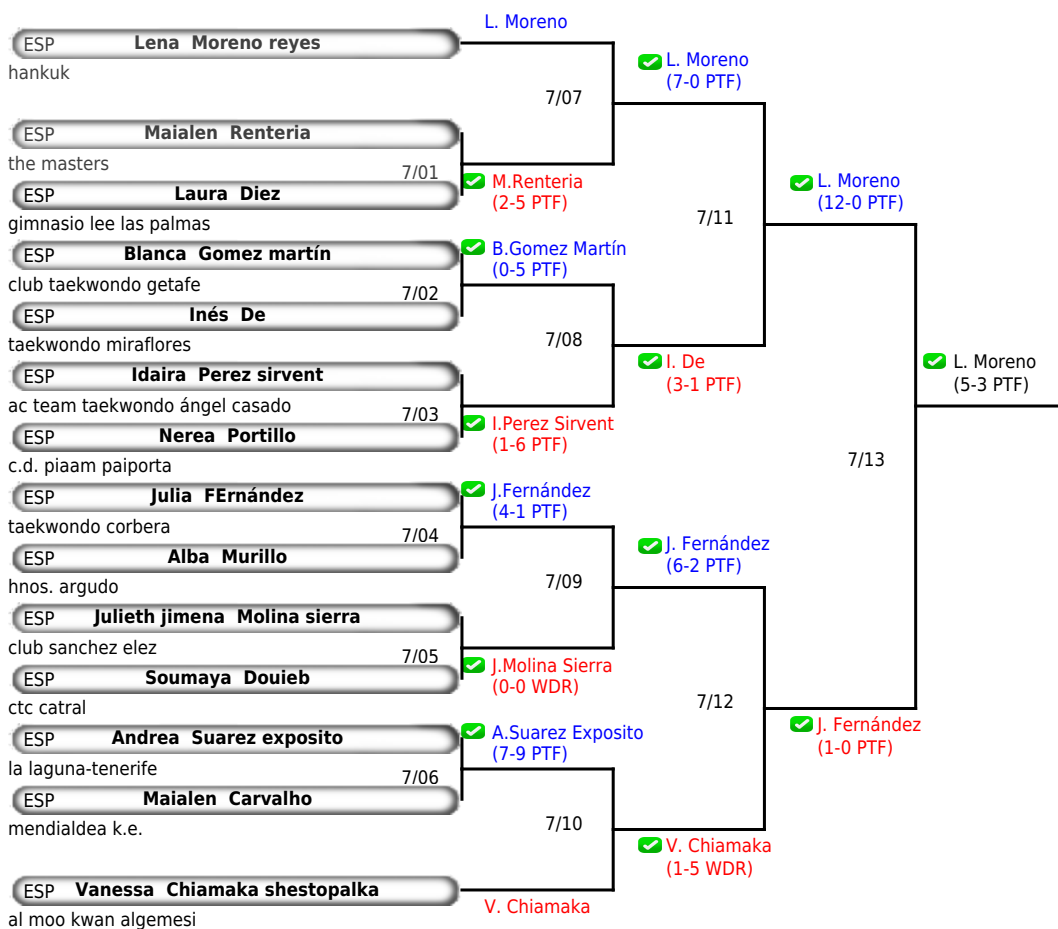 L. Moreno
ESP Lena Moreno reyes
hankuk
L. Moreno
(7-0 PTF)
7/07
ESP Maialen Renteria
the masters
7/01
M.Renteria
(2-5 PTF)
ESP Laura Diez
gimnasio lee las palmas
L. Moreno
(12-0 PTF)
7/11
ESP Blanca Gomez martín
club taekwondo getafe
B.Gomez Martín
(0-5 PTF)
7/02
ESP Inés De
taekwondo miraflores
7/08
I. De
(3-1 PTF)
ESP Idaira Perez sirvent
ac team taekwondo ángel casado
7/03
I.Perez Sirvent
(1-6 PTF)
ESP Nerea Portillo
c.d. piaam paiporta
L. Moreno
(5-3 PTF)
7/13
ESP Julia FErnández
taekwondo corbera
J.Fernández
(4-1 PTF)
7/04
ESP Alba Murillo
hnos. argudo
J. Fernández
(6-2 PTF)
7/09
ESP Julieth jimena Molina sierra
club sanchez elez
7/05
J.Molina Sierra
(0-0 WDR)
ESP Soumaya Douieb
ctc catral
7/12
J. Fernández
(1-0 PTF)
ESP Andrea Suarez exposito
la laguna-tenerife
A.Suarez Exposito
(7-9 PTF)
7/06
ESP Maialen Carvalho
mendialdea k.e.
7/10
V. Chiamaka
(1-5 WDR)
ESP Vanessa Chiamaka shestopalka
al moo kwan algemesi
V. Chiamaka